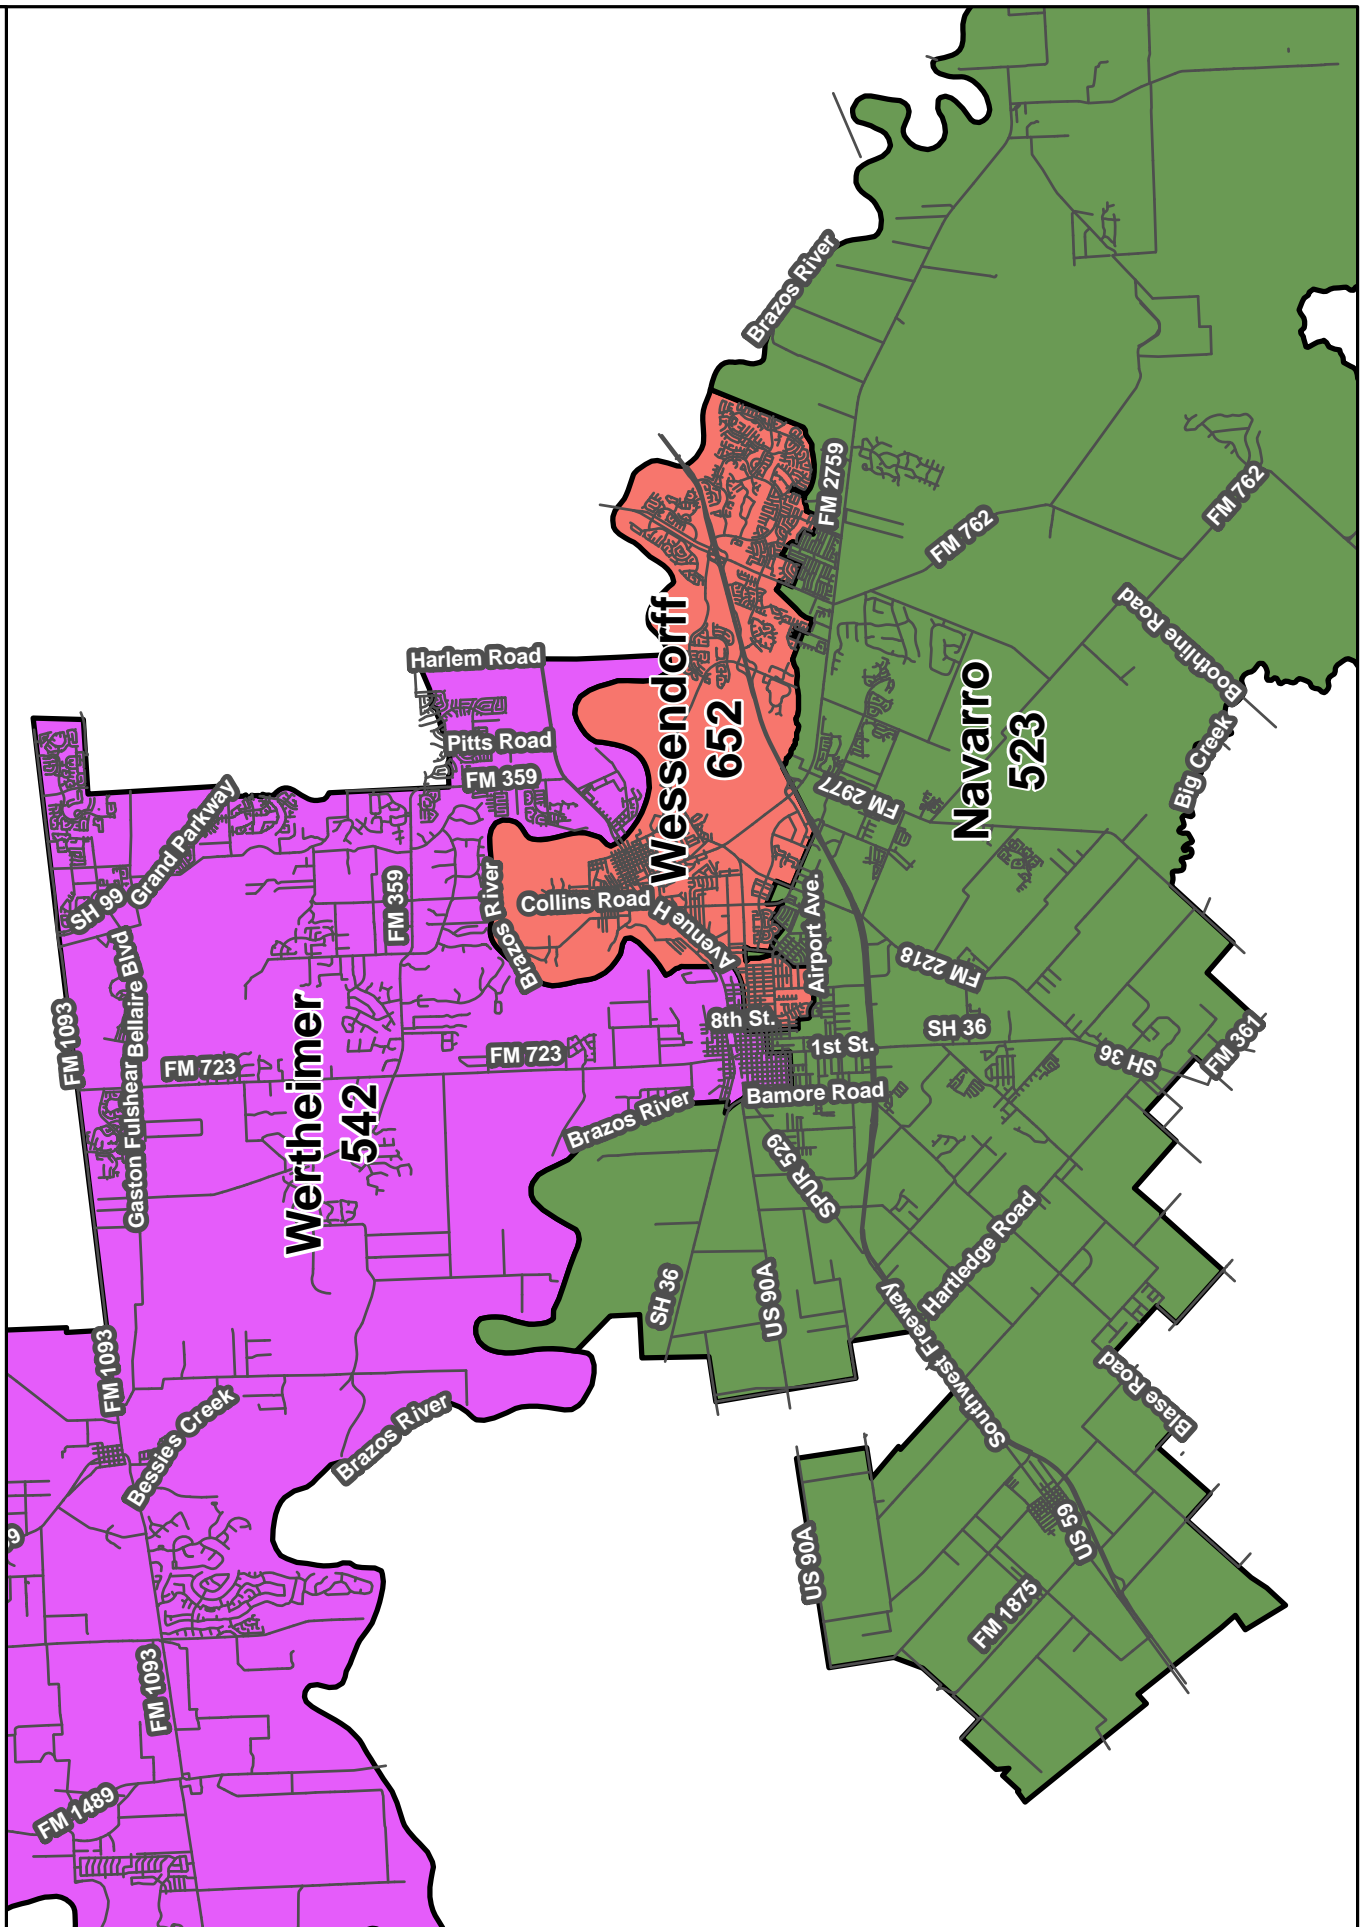 Brazos River
Harlem Road
Pitts Road
FM 359
Wessendorff
652
FM 2759
FM 762
FM 762
Boothline Road
Big Creek
Navarro
523
FM 2977
Grand Parkway
SH 99
FM 359
Brazos River
Brazos
Collins Road
Avenue H
Airport Ave.
FM 2218
Gaston Fulshear Bellaire Blvd
FM 1093
FM 723
FM 723
8th St.
1st St.
SH 36
SH 36
FM 361
Wertheimer
542
Brazos River
Bamore Road
SPUR 529
SH 36
US 90A
Hartledge Road
Southwest Freeway
Blase Road
FM 1093
Bessies Creek
Brazos River
US 90A
US 59
FM 1875
FM 1093
FM 1489